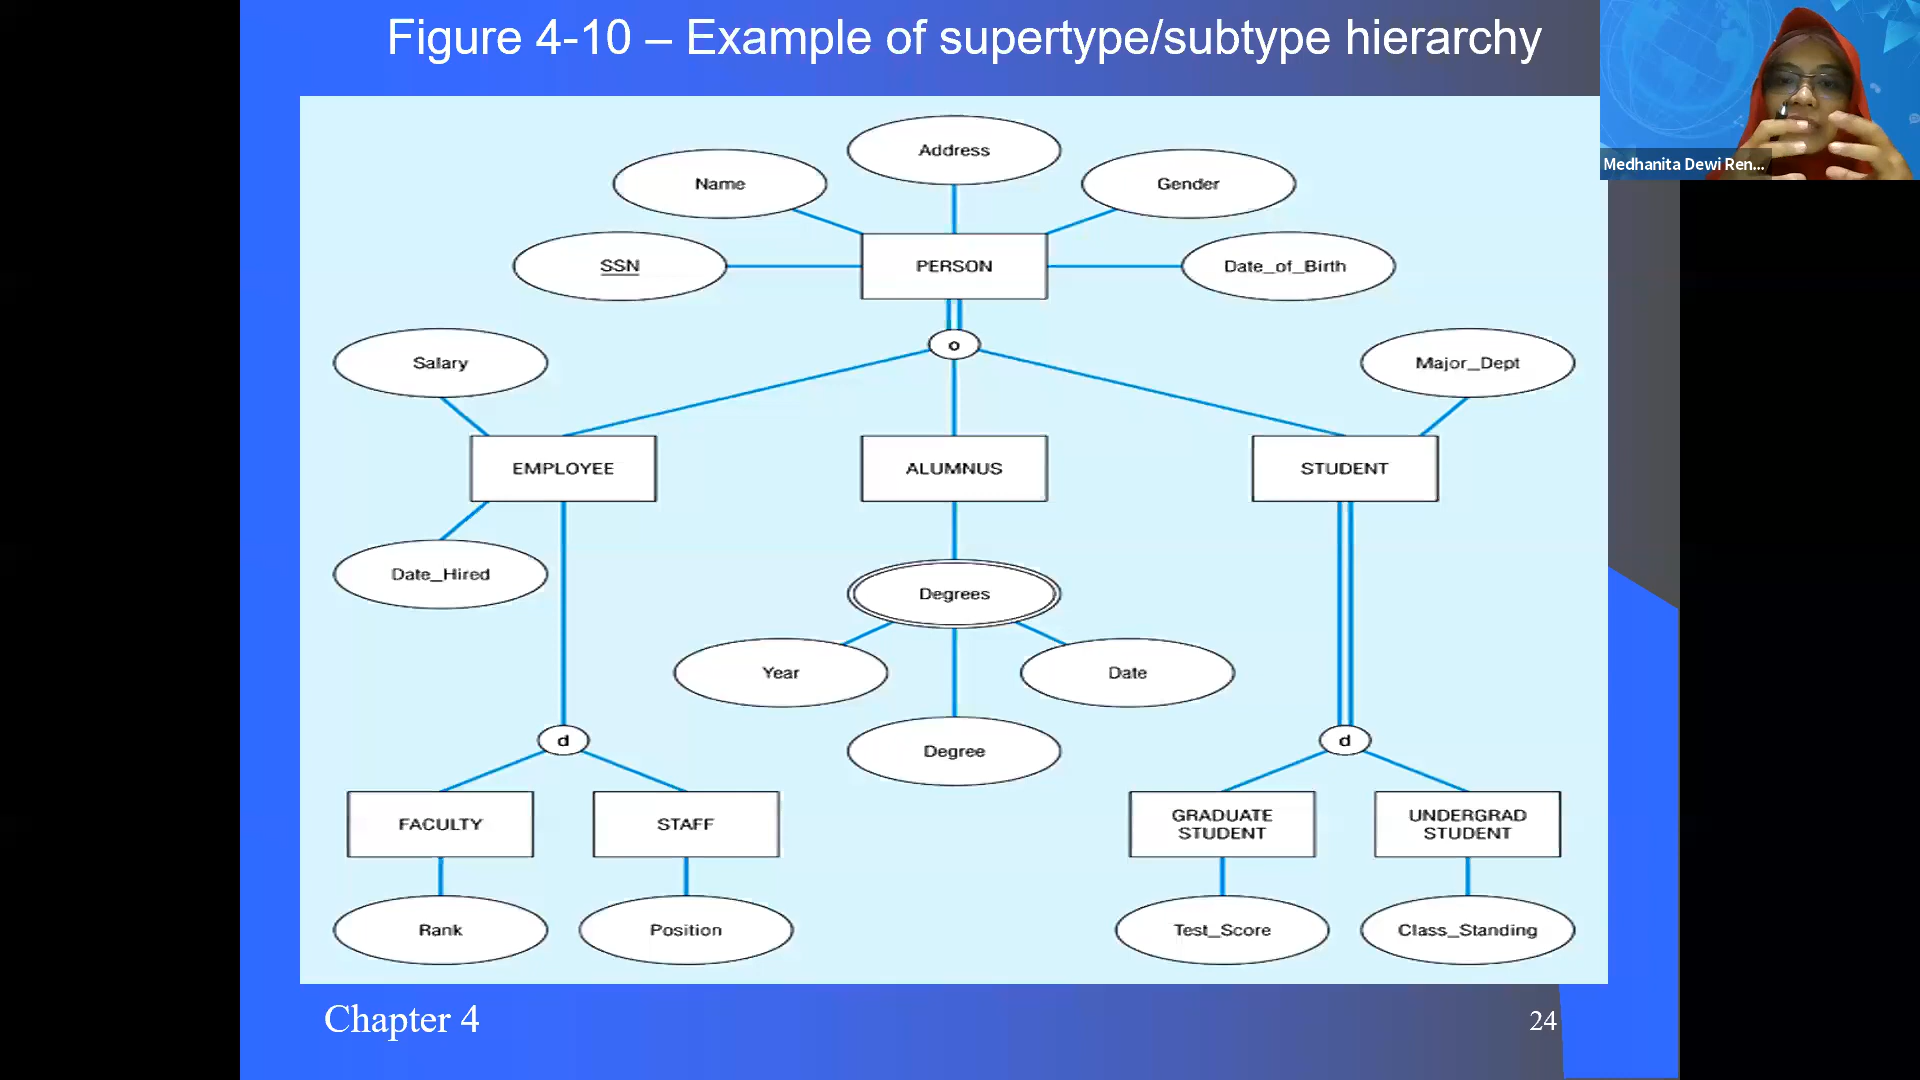 Figure 4-10 – Example of supertype/subtype hierarchy
Medhanita Dewi Ren...
Address
Name
Gender
SSN
PERSON
Date_of_Birth
o
Salary
Major_Dept
EMPLOYEE
ALUMNUS
STUDENT
Date_Hired
Degrees
Year
Date
d
d
Degree
FACULTY
STAFF
GRADUATE
STUDENT
UNDERGRAD
STUDENT
Rank
Position
Test_Score
Class_Standing
Chapter 4
24